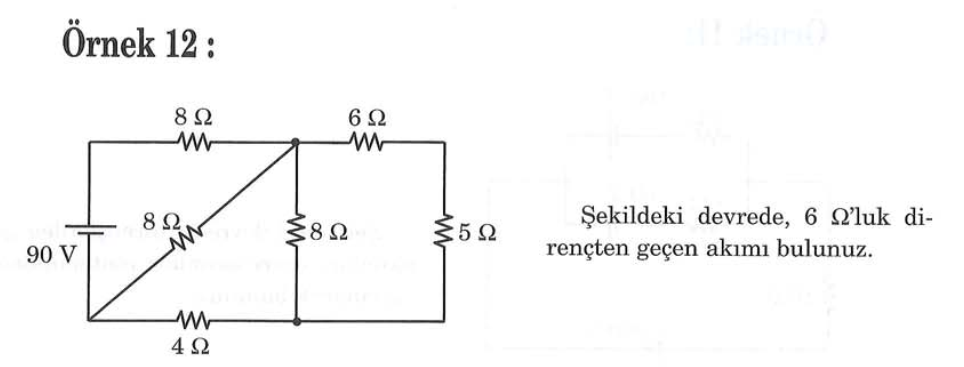 Örnek 12 :
8 Ω
6 Ω
8 Ω
90 V
8 Ω
5 Ω
4 Ω
Şekildeki devrede, 6 Ω’luk di-
rençten geçen akımı bulunuz.